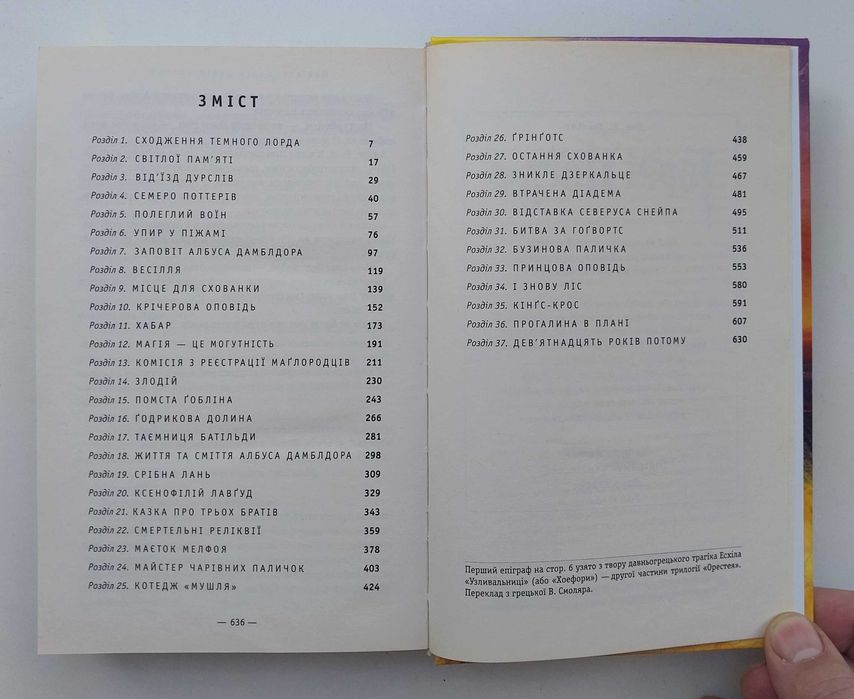 ЗМІСТ
Розділ 1. СХОДЖЕННЯ ТЕМНОГО ЛОРДА 7
Розділ 2. СВІТЛОЇ ПАМ'ЯТІ 17
Розділ 3. ВІД'ЇЗД ДУРСЛІВ 29
Розділ 4. СЕМЕРО ПОТТЕРІВ 40
Розділ 5. ПОЛЕГЛИЙ ВОЇН 57
Розділ 6. УПИР У ПІЖАМІ 76
Розділ 7. ЗАПОВІТ АЛБУСА ДАМБЛДОРА 97
Розділ 8. ВЕСІЛЛЯ 119
Розділ 9. МІСЦЕ ДЛЯ СХОВАНКИ 139
Розділ 10. КРІЧЕРОВА ОПОВІДЬ 152
Розділ 11. ХАБАР 173
Розділ 12. МАГІЯ — ЦЕ МОГУТНІСТЬ 191
Розділ 13. КОМІСІЯ З РЕЄСТРАЦІЇ МАҐЛОРОДЦІВ 211
Розділ 14. ЗЛОДІЙ 230
Розділ 15. ПОМСТА ҐОБЛІНА 243
Розділ 16. ҐОДРИКОВА ДОЛИНА 266
Розділ 17. ТАЄМНИЦЯ БАТІЛЬДИ 281
Розділ 18. ЖИТТЯ ТА СМІТТЯ АЛБУСА ДАМБЛДОРА 298
Розділ 19. СРІБНА ЛАНЬ 309
Розділ 20. КСЕНОФІЛІЙ ЛАВҐУД 329
Розділ 21. КАЗКА ПРО ТРЬОХ БРАТІВ 343
Розділ 22. СМЕРТЕЛЬНІ РЕЛІКВІЇ 359
Розділ 23. МАЄТОК МЕЛФОЯ 378
Розділ 24. МАЙСТЕР ЧАРІВНИХ ПАЛИЧОК 403
Розділ 25. КОТЕДЖ «МУШЛЯ» 424
— 636 —
Розділ 26. ҐРІНҐОТС 438
Розділ 27. ОСТАННЯ СХОВАНКА 459
Розділ 28. ЗНИКЛЕ ДЗЕРКАЛЬЦЕ 467
Розділ 29. ВТРАЧЕНА ДІАДЕМА 481
Розділ 30. ВІДСТАВКА СЕВЕРУСА СНЕЙПА 495
Розділ 31. БИТВА ЗА ГОҐВОРТС 511
Розділ 32. БУЗИНОВА ПАЛИЧКА 536
Розділ 33. ПРИНЦОВА ОПОВІДЬ 553
Розділ 34. І ЗНОВУ ЛІС 580
Розділ 35. КІНҐС-КРОС 591
Розділ 36. ПРОГАЛИНА В ПЛАНІ 607
Розділ 37. ДЕВ'ЯТНАДЦЯТЬ РОКІВ ПОТОМУ 630
Перший епіграф на стор. 6 узято з твору давньогрецького трагіка Есхіла
«Узливальниці» (або «Хоефори») — другої частини трилогії «Орестея».
Переклад з грецької В. Смоляра.